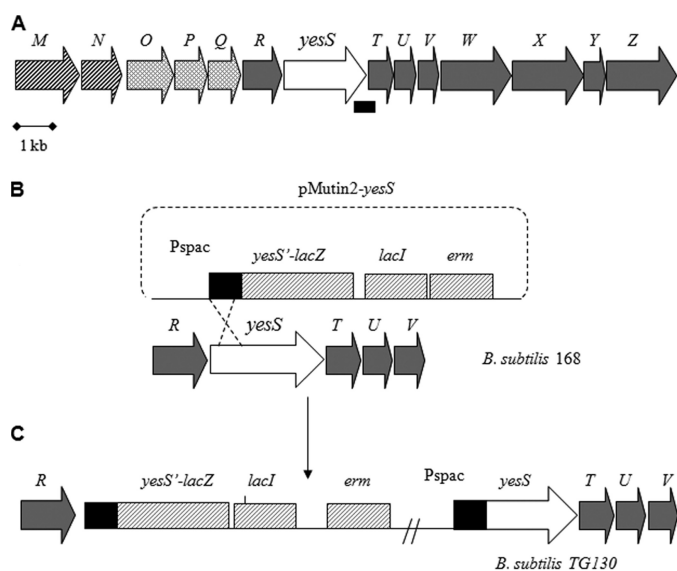 A
M N O P Q R yesS T U V W X Y Z
1 kb
pMutin2-yesS
B
Pspac
yesS'-lacZ lacI erm
R yesS T U V
B. subtilis 168
C
R yesS'-lacZ lacI erm Pspac yesS T U V
B. subtilis TG130